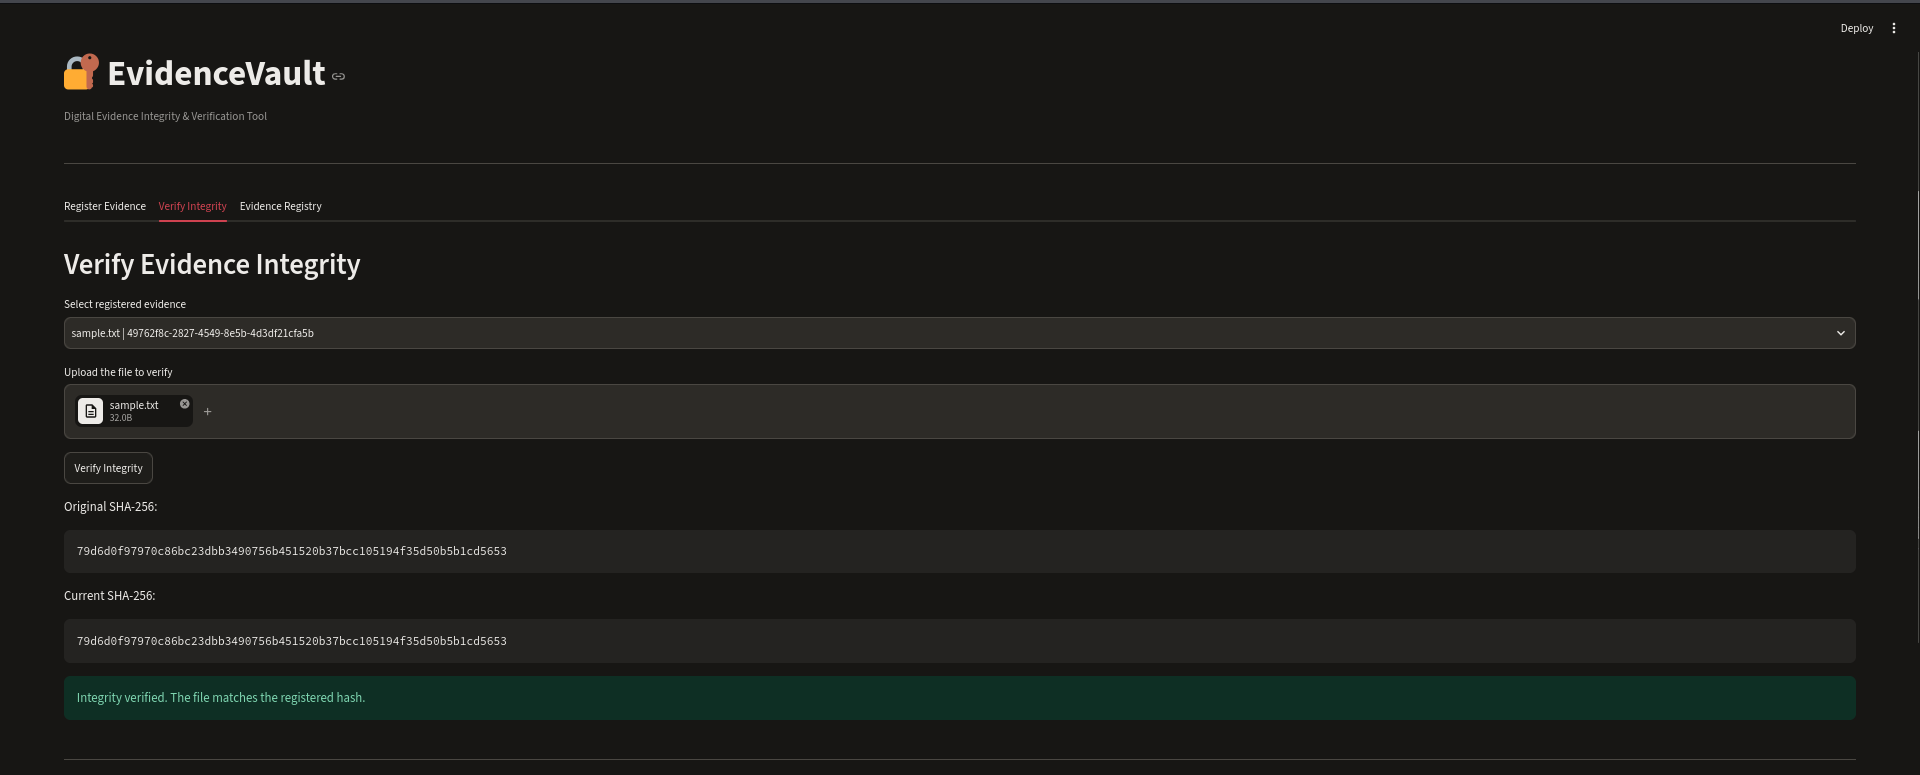 Deploy
EvidenceVault
Digital Evidence Integrity & Verification Tool
Register Evidence Verify Integrity Evidence Registry
Verify Evidence Integrity
Select registered evidence
sample.txt | 49762f8c-2827-4549-8e5b-4d3df21cfa5b
Upload the file to verify
sample.txt
32.0B
Verify Integrity
Original SHA-256:
79d6d0f97970c86bc23dbb3490756b451520b37bcc105194f35d50b5b1cd5653
Current SHA-256:
79d6d0f97970c86bc23dbb3490756b451520b37bcc105194f35d50b5b1cd5653
Integrity verified. The file matches the registered hash.